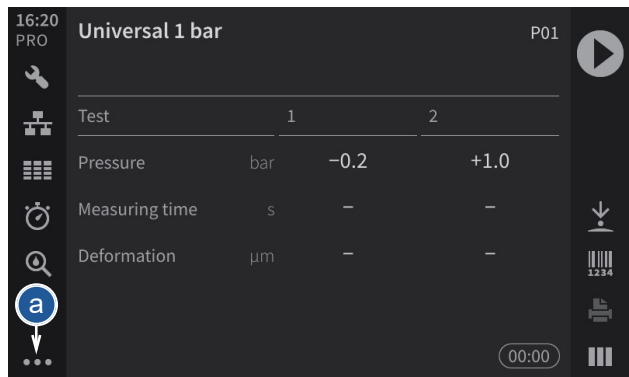 16:20
PRO
Universal 1 bar P01
Test 1 2
Pressure bar −0.2 +1.0
Measuring time s – –
Deformation µm – –
1234
a
00:00